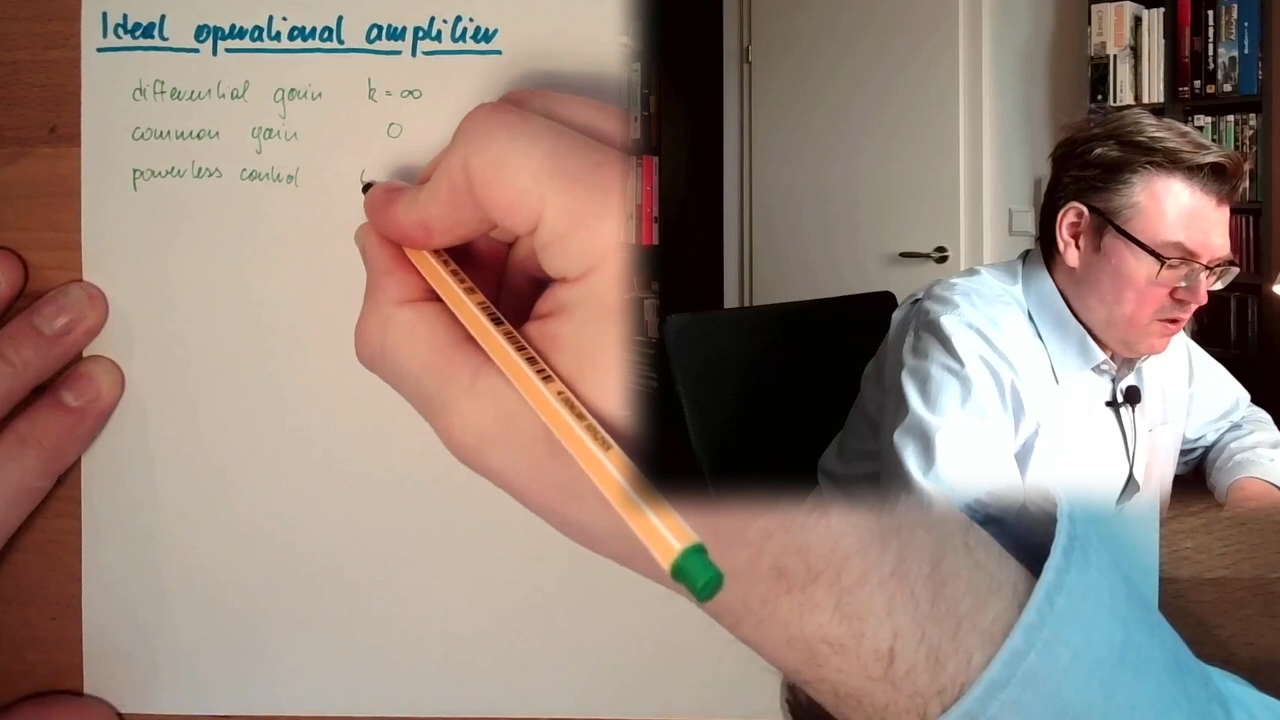 Ideal operational amplifier
differential gain k = ∞
common gain 0
powerless control